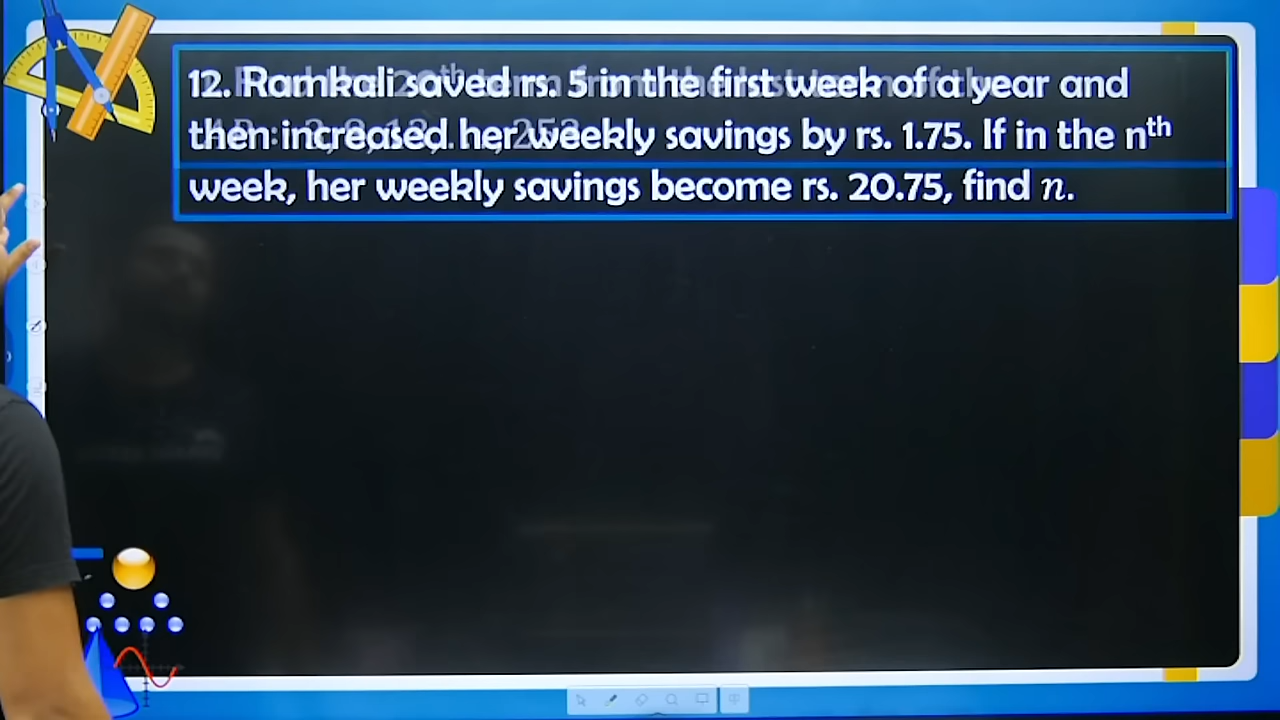 12. Ramkali saved rs. 5 in the first week of a year and
then increased her weekly savings by rs. 1.75. If in the nth
week, her weekly savings become rs. 20.75, find n.